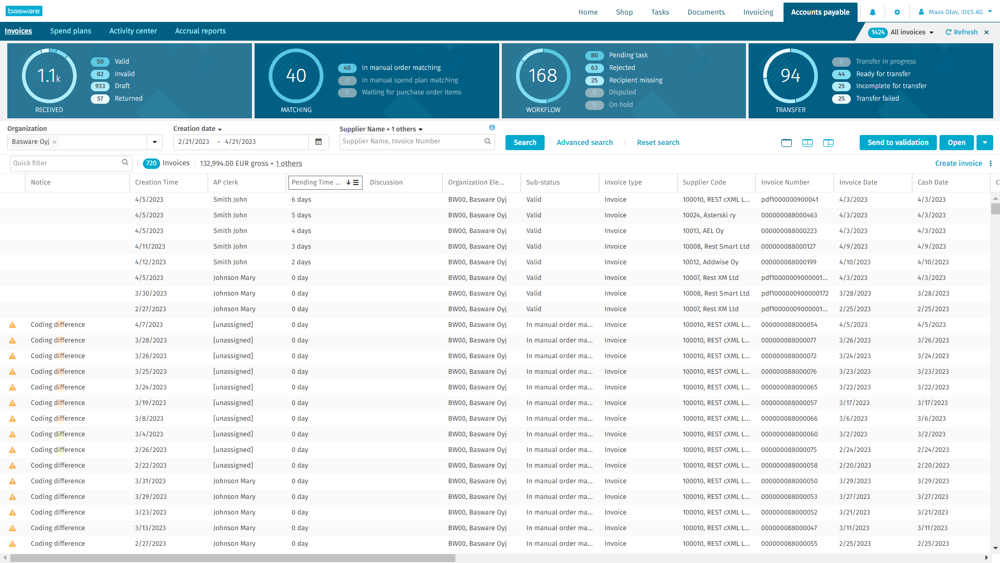 basware
Home Shop Tasks Documents Invoicing Accounts payable Maas Olav, IDES AG
Invoices Spend plans Activity center Accrual reports 1424 All invoices Refresh ×
1.1k RECEIVED
50 Valid
82 Invalid
933 Draft
57 Returned
40 MATCHING
40 In manual order matching
0 In manual spend plan matching
0 Waiting for purchase order items
168 WORKFLOW
80 Pending task
63 Rejected
25 Recipient missing
0 Disputed
0 On hold
94 TRANSFER
0 Transfer in progress
44 Ready for transfer
25 Incomplete for transfer
25 Transfer failed
Organization Creation date Supplier Name + 1 others
Basware Oyj × 2/21/2023 – 4/21/2023 Supplier Name, Invoice Number Search Advanced search Reset search Send to validation Open
Quick filter 720 Invoices 132,994.00 EUR gross + 1 others Create invoice
Notice Creation Time AP clerk Pending Time ... Discussion Organization Ele... Sub-status Invoice type Supplier Code Invoice Number Invoice Date Cash Date C
4/5/2023 Smith John 6 days BW00, Basware Oyj Valid Invoice 100010, REST cXML L... pdf1000000900041 4/3/2023 4/3/2023
4/5/2023 Smith John 5 days BW00, Basware Oyj Valid Invoice 10024, Asterski ry 000000088000463 4/3/2023 4/3/2023
4/5/2023 Smith John 4 days BW00, Basware Oyj Valid Invoice 10013, AEL Oy 000000088000223 4/3/2023 4/3/2023
4/11/2023 Smith John 3 days BW00, Basware Oyj Valid Invoice 10008, Rest Smart Ltd 000000088000127 4/9/2023 4/9/2023
4/12/2023 Smith John 2 days BW00, Basware Oyj Valid Invoice 10012, Addwise Oy 000000088000199 4/10/2023 4/10/2023
4/5/2023 Johnson Mary 0 day BW00, Basware Oyj Valid Invoice 10007, Rest XM Ltd pdf10000009000001... 4/3/2023 4/3/2023
3/30/2023 Johnson Mary 0 day BW00, Basware Oyj Valid Invoice 10008, Rest Smart Ltd pdf1000000900000172 3/28/2023 3/28/2023
2/27/2023 Johnson Mary 0 day BW00, Basware Oyj Valid Invoice 10007, Rest XM Ltd pdf10000009000001... 2/25/2023 2/25/2023
Coding difference 4/7/2023 [unassigned] 0 day BW00, Basware Oyj In manual order ma... Invoice 100010, REST cXML L... 000000088000054 4/5/2023 4/5/2023
Coding difference 3/28/2023 [unassigned] 0 day BW00, Basware Oyj In manual order ma... Invoice 100010, REST cXML L... 000000088000077 3/26/2023 3/26/2023
Coding difference 3/26/2023 [unassigned] 0 day BW00, Basware Oyj In manual order ma... Invoice 100010, REST cXML L... 000000088000072 3/24/2023 3/24/2023
Coding difference 3/25/2023 [unassigned] 0 day BW00, Basware Oyj In manual order ma... Invoice 100010, REST cXML L... 000000088000076 3/23/2023 3/23/2023
Coding difference 3/24/2023 [unassigned] 0 day BW00, Basware Oyj In manual order ma... Invoice 100010, REST cXML L... 000000088000065 3/22/2023 3/22/2023
Coding difference 3/19/2023 [unassigned] 0 day BW00, Basware Oyj In manual order ma... Invoice 100010, REST cXML L... 000000088000057 3/17/2023 3/17/2023
Coding difference 3/8/2023 [unassigned] 0 day BW00, Basware Oyj In manual order ma... Invoice 100010, REST cXML L... 000000088000066 3/6/2023 3/6/2023
Coding difference 3/4/2023 [unassigned] 0 day BW00, Basware Oyj In manual order ma... Invoice 100010, REST cXML L... 000000088000060 3/2/2023 3/2/2023
Coding difference 2/26/2023 [unassigned] 0 day BW00, Basware Oyj In manual order ma... Invoice 100010, REST cXML L... 000000088000075 2/24/2023 2/24/2023
Coding difference 2/22/2023 [unassigned] 0 day BW00, Basware Oyj In manual order ma... Invoice 100010, REST cXML L... 000000088000058 2/20/2023 2/20/2023
Coding difference 3/31/2023 Johnson Mary 0 day BW00, Basware Oyj In manual order ma... Invoice 100010, REST cXML L... 000000088000050 3/29/2023 3/29/2023
Coding difference 3/29/2023 Johnson Mary 0 day BW00, Basware Oyj In manual order ma... Invoice 100010, REST cXML L... 000000088000053 3/27/2023 3/27/2023
Coding difference 3/23/2023 Johnson Mary 0 day BW00, Basware Oyj In manual order ma... Invoice 100010, REST cXML L... 000000088000052 3/21/2023 3/21/2023
Coding difference 3/13/2023 Johnson Mary 0 day BW00, Basware Oyj In manual order ma... Invoice 100010, REST cXML L... 000000088000047 3/11/2023 3/11/2023
Coding difference 2/27/2023 Johnson Mary 0 day BW00, Basware Oyj In manual order ma... Invoice 100010, REST cXML L... 000000088000055 2/25/2023 2/25/2023